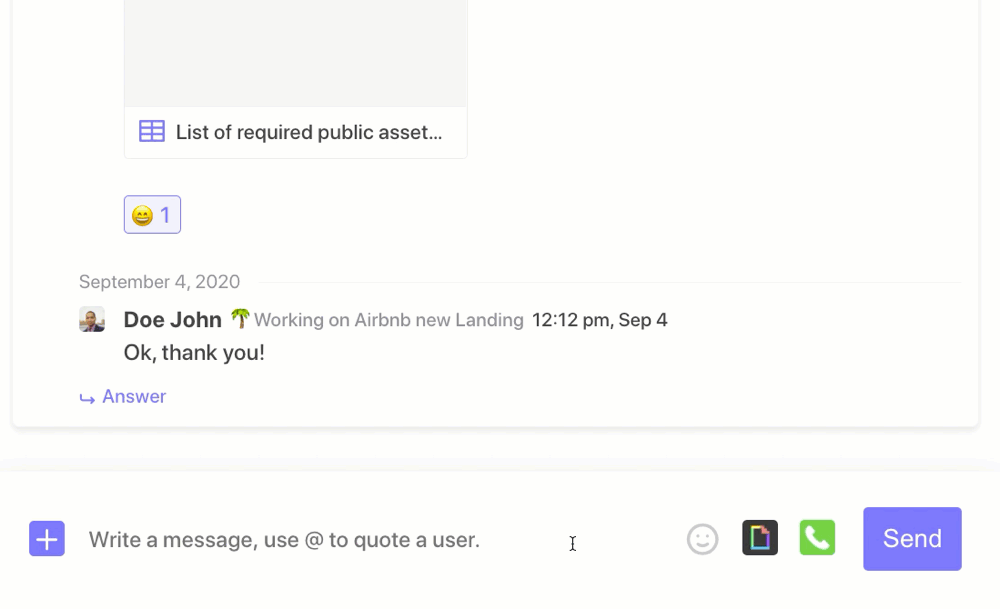 List of required public asset...
😄 1
September 4, 2020
Doe John 🌴 Working on Airbnb new Landing 12:12 pm, Sep 4
Ok, thank you!
Answer
Write a message, use @ to quote a user.
Send